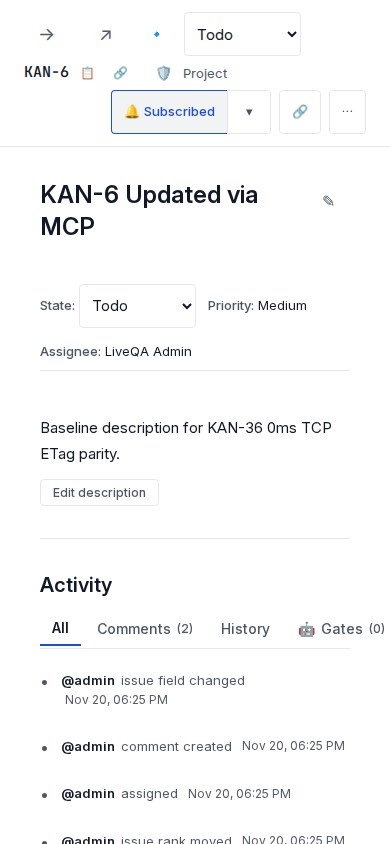 Todo
KAN-6 Project
Subscribed
KAN-6 Updated via
MCP
State: Todo Priority: Medium
Assignee: LiveQA Admin
Baseline description for KAN-36 0ms TCP
ETag parity.
Edit description
Activity
All Comments (2) History Gates (0)
@admin issue field changed
Nov 20, 06:25 PM
@admin comment created Nov 20, 06:25 PM
@admin assigned Nov 20, 06:25 PM
@admin issue rank moved Nov 20, 06:25 PM